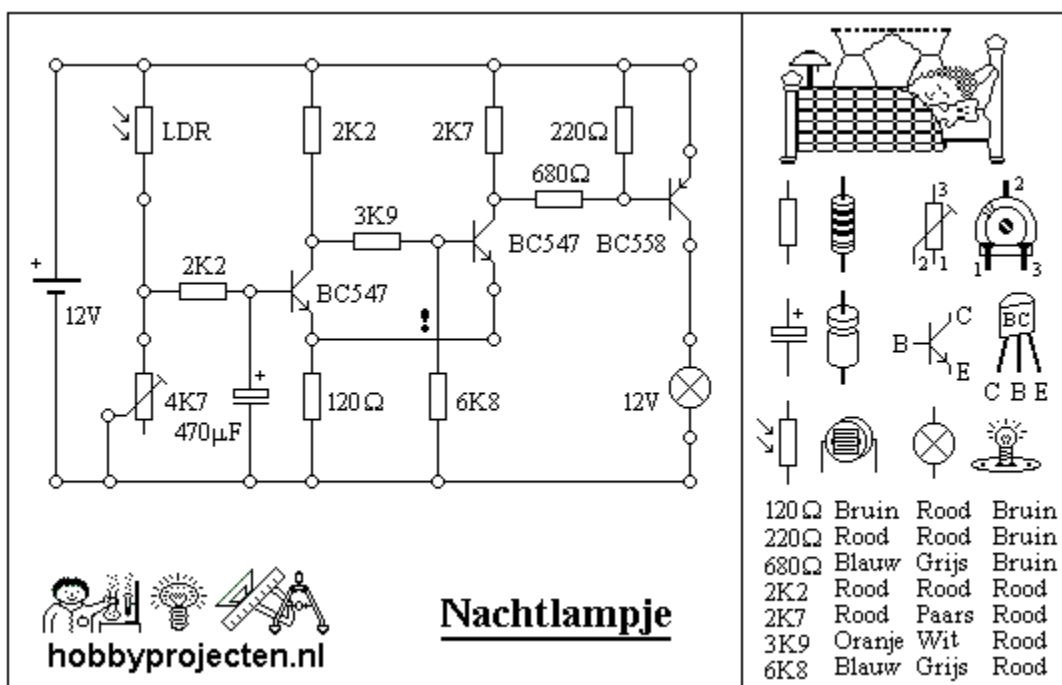 LDR
2K2
2K7
220Ω
680Ω
3K9
BC547
BC558
2K2
BC547
+
12V
!
+
4K7
470µF
120Ω
6K8
12V
Nachtlampje
hobbyprojecten.nl
3
2
2 1
1 3
+
B C E
BC
C B E
120Ω Bruin Rood Bruin
220Ω Rood Rood Bruin
680Ω Blauw Grijs Bruin
2K2 Rood Rood Rood
2K7 Rood Paars Rood
3K9 Oranje Wit Rood
6K8 Blauw Grijs Rood